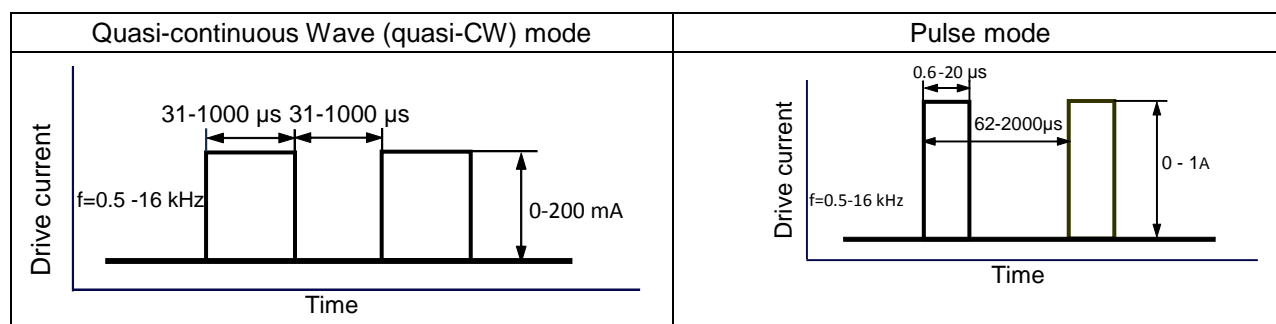 Quasi-continuous Wave (quasi-CW) mode
31-1000 µs 31-1000 µs
f=0.5 -16 kHz
0-200 mA
Drive current
Time
Pulse mode
0.6-20 µs
62-2000µs
0 - 1A
f=0.5-16 kHz
Drive current
Time